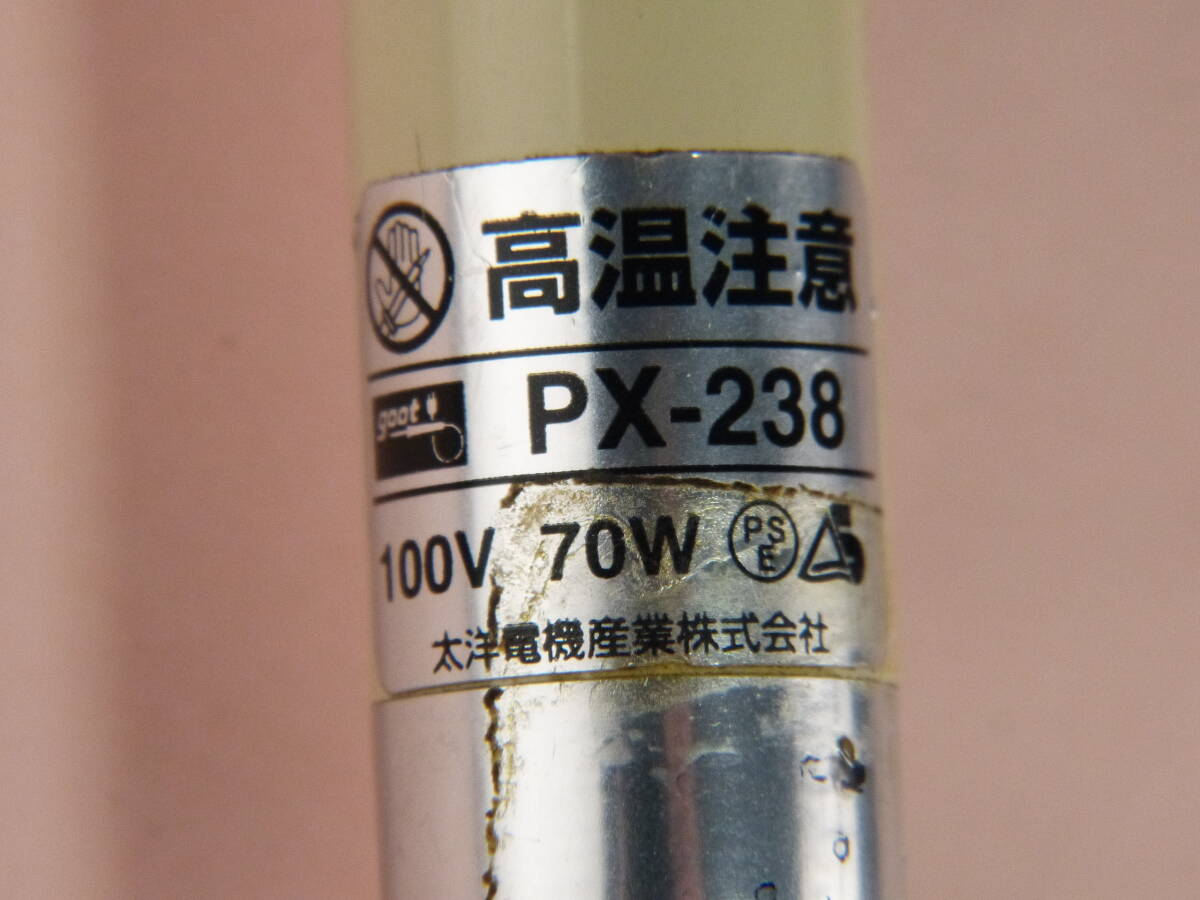 高温注意
goot PX-238
100V 70W PSE
太洋電機産業株式会社